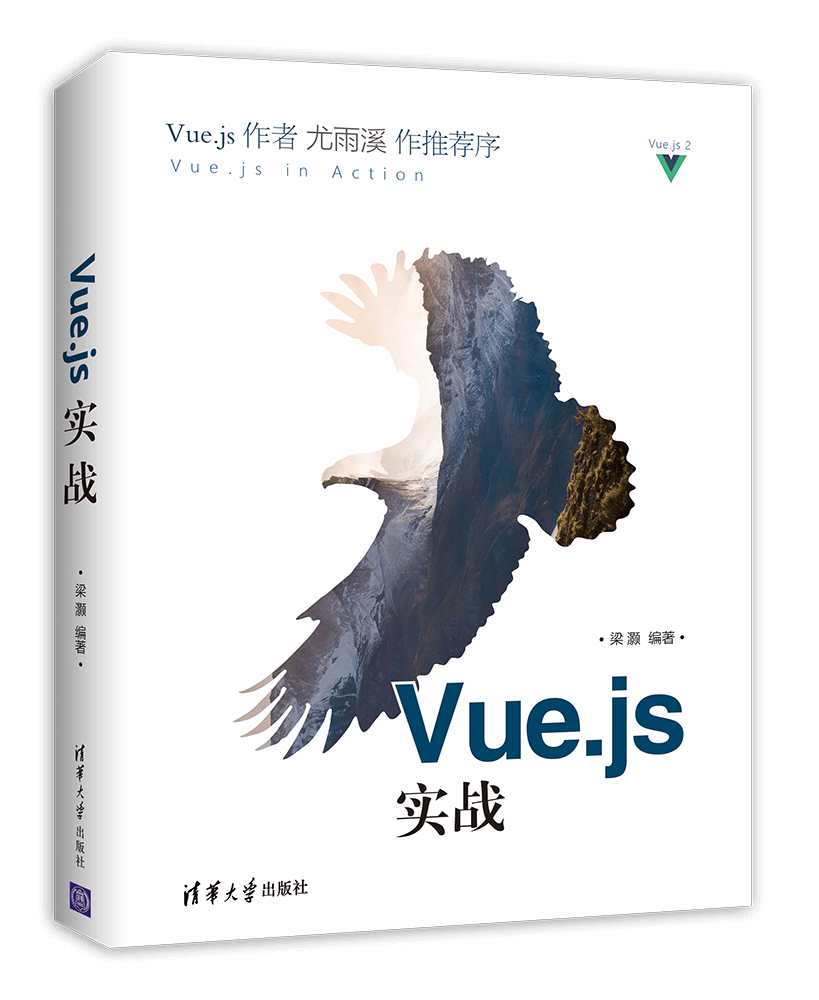 Vue.js 作者 尤雨溪 作推荐序
Vue.js in Action
Vue.js 2
• 梁灏 编著 •
Vue.js
实战
清华大学出版社
Vue.js 实战
• 梁灏 编著 •
清华大学出版社